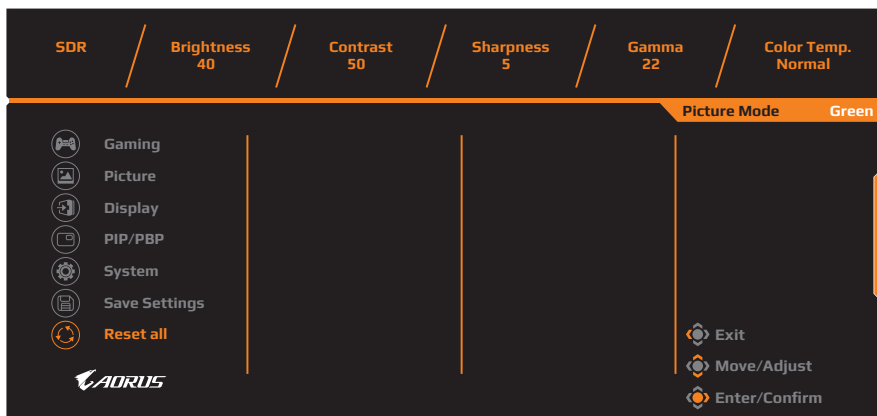 SDR
Brightness
40
Contrast
50
Sharpness
5
Gamma
22
Color Temp.
Normal
Picture Mode Green
Gaming
Picture
Display
PIP/PBP
System
Save Settings
Reset all
AORUS
Exit
Move/Adjust
Enter/Confirm